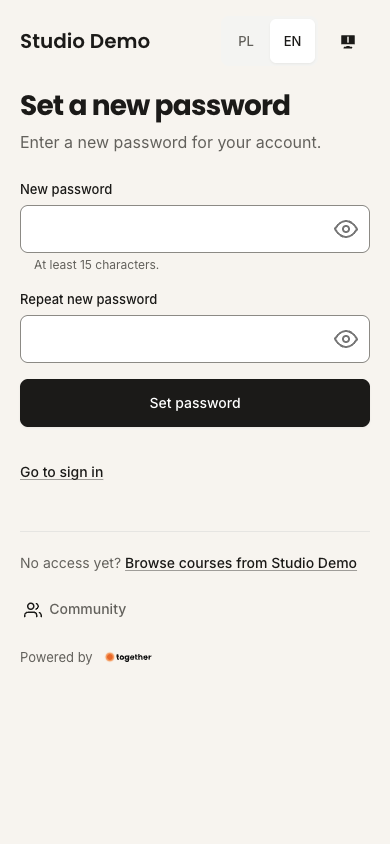 Studio Demo
PL
EN
Set a new password
Enter a new password for your account.
New password
At least 15 characters.
Repeat new password
Set password
Go to sign in
No access yet? Browse courses from Studio Demo
Community
Powered by together